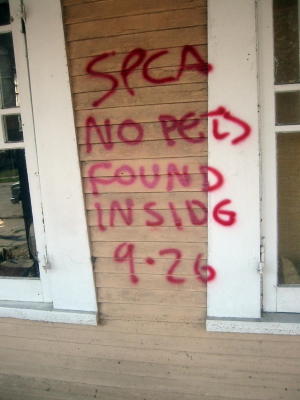 SPCA
NO PETS
FOUND
INSIDE
9.26